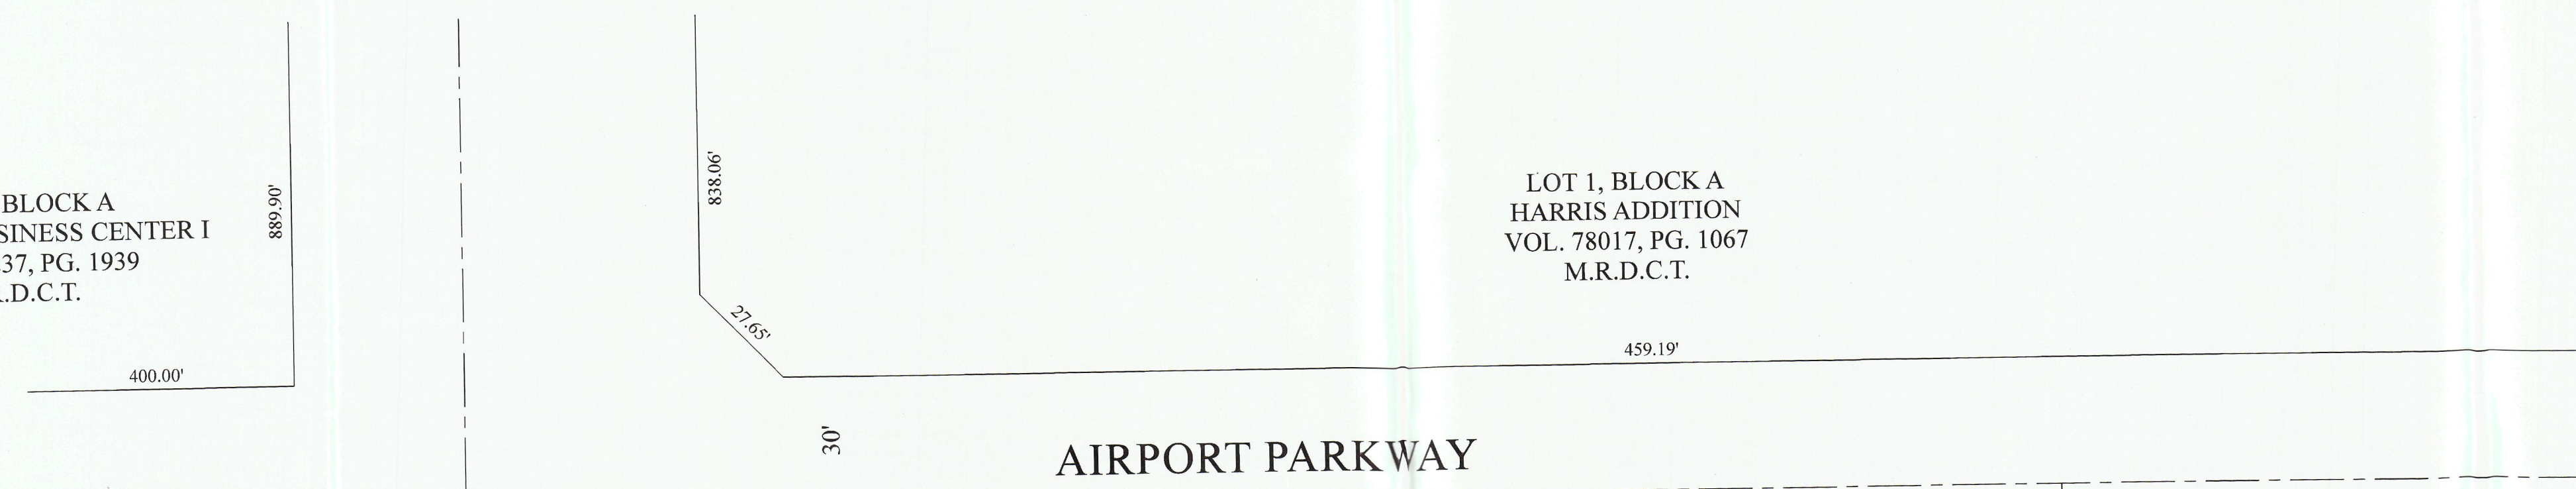 BLOCK A
SINESS CENTER I
37, PG. 1939
.D.C.T.
889.90'
400.00'
838.06'
27.65'
LOT 1, BLOCK A
HARRIS ADDITION
VOL. 78017, PG. 1067
M.R.D.C.T.
459.19'
30'
AIRPORT PARKWAY